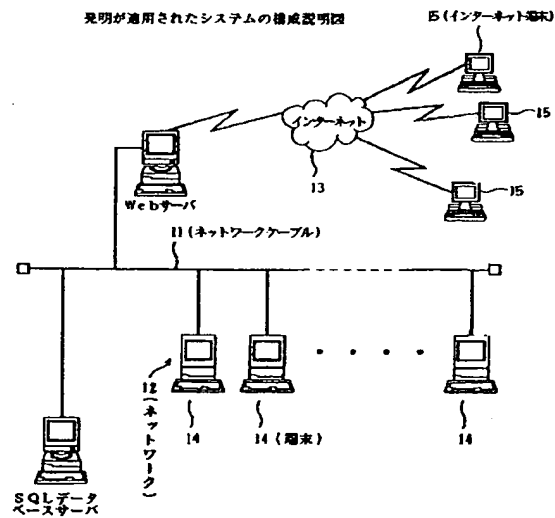 発明が適用されたシステムの構成説明図
15(インターネット端末)
インターネット
15
13
15
Webサーバ
11(ネットワークケーブル)
12(ネットワーク)
14
14(端末)
14
SQLデータ
ベースサーバ